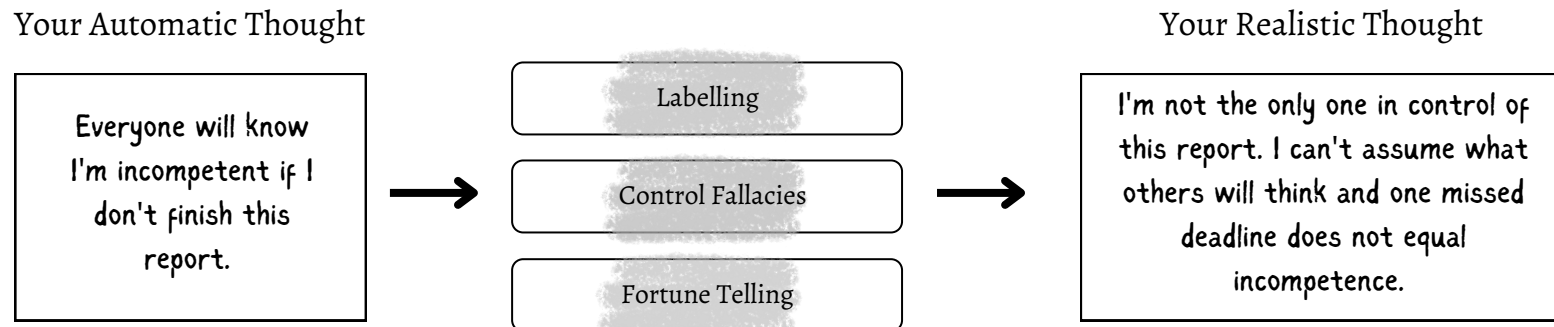 Your Automatic Thought
Everyone will know
I'm incompetent if I
don't finish this
report.
Labelling
Control Fallacies
Fortune Telling
Your Realistic Thought
I'm not the only one in control of
this report. I can't assume what
others will think and one missed
deadline does not equal
incompetence.